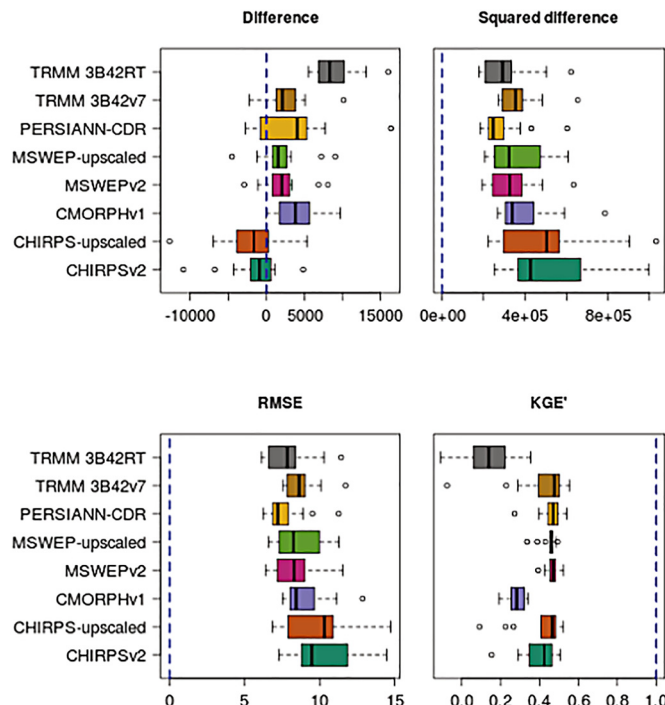 Difference Squared difference
TRMM 3B42RT
TRMM 3B42v7
PERSIANN-CDR
MSWEP-upscaled
MSWEPv2
CMORPHv1
CHIRPS-upscaled
CHIRPSv2
-10000 0 5000 15000 0e+00 4e+05 8e+05
RMSE KGE'
TRMM 3B42RT
TRMM 3B42v7
PERSIANN-CDR
MSWEP-upscaled
MSWEPv2
CMORPHv1
CHIRPS-upscaled
CHIRPSv2
0 5 10 15 0.0 0.2 0.4 0.6 0.8 1.0